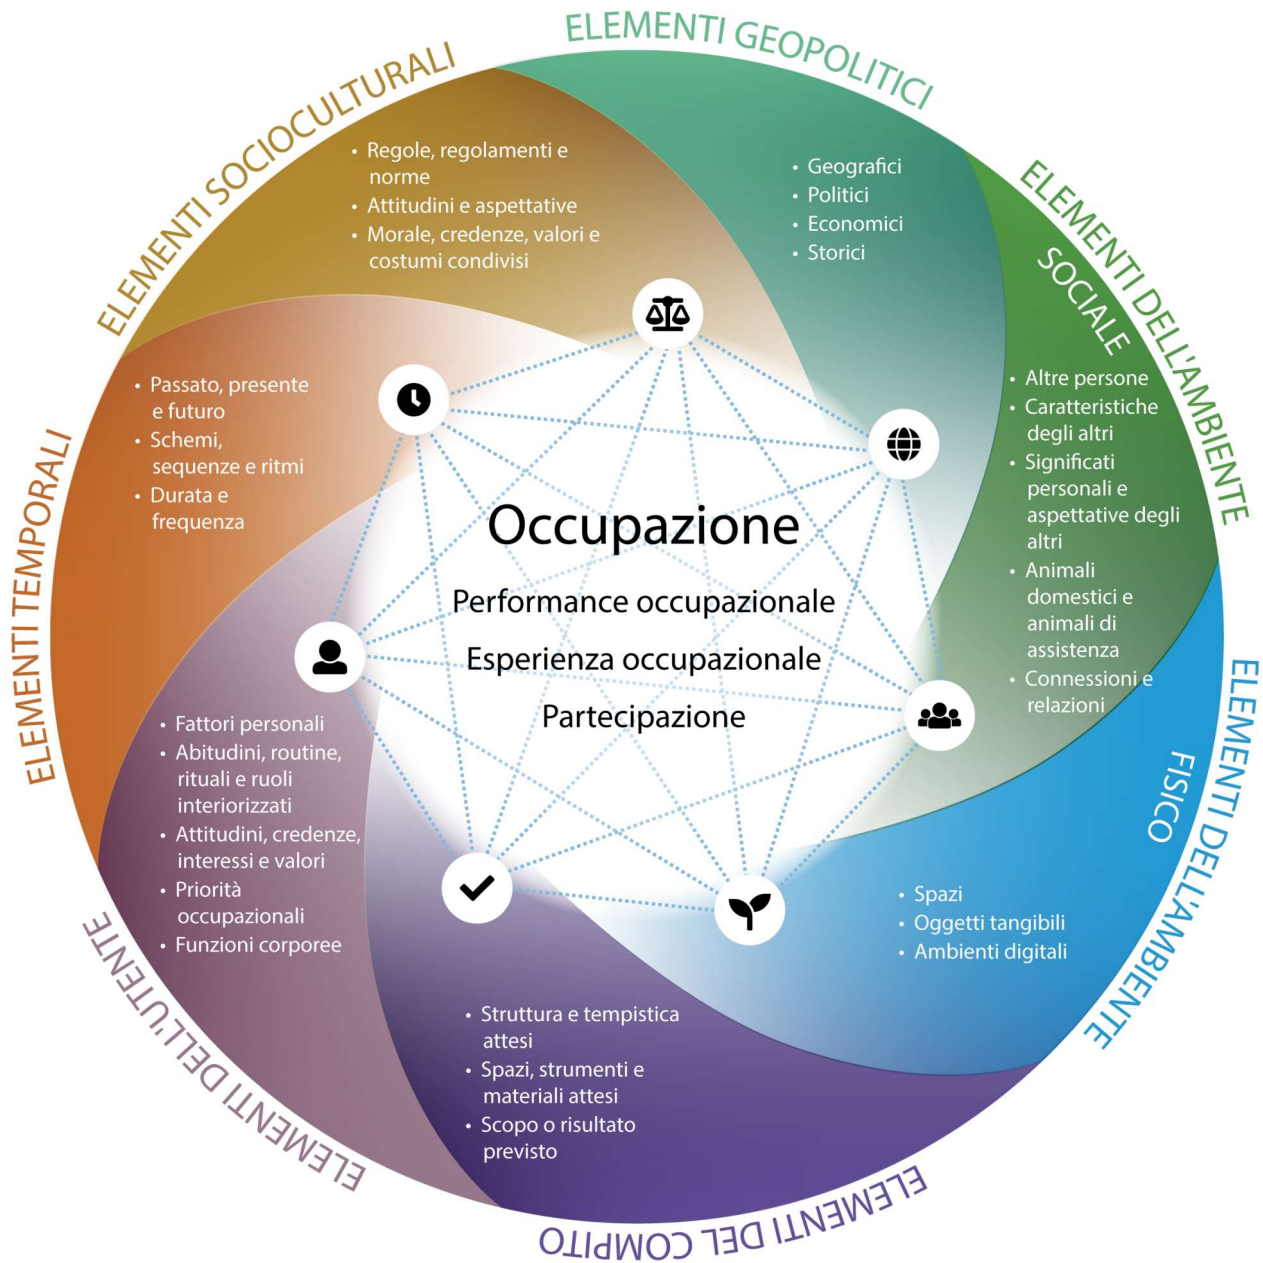 ELEMENTI GEOPOLITICI
• Geografici
• Politici
• Economici
• Storici
ELEMENTI DELL'AMBIENTE
SOCIALE
• Altre persone
• Caratteristiche
degli altri
• Significati
personali e
aspettative degli
altri
• Animali
domestici e
animali di
assistenza
• Connessioni e
relazioni
ELEMENTI DELL'AMBIENTE
FISICO
• Spazi
• Oggetti tangibili
• Ambienti digitali
ELEMENTI DEL COMPITO
• Struttura e tempistica
attesi
• Spazi, strumenti e
materiali attesi
• Scopo o risultato
previsto
ELEMENTI DELL'UTENTE
• Fattori personali
• Abitudini, routine,
rituali e ruoli
interiorizzati
• Attitudini, credenze,
interessi e valori
• Priorità
occupazionali
• Funzioni corporee
ELEMENTI TEMPORALI
• Passato, presente
e futuro
• Schemi,
sequenze e ritmi
• Durata e
frequenza
ELEMENTI SOCIOCULTURALI
• Regole, regolamenti e
norme
• Attitudini e aspettative
• Morale, credenze, valori e
costumi condivisi
Occupazione
Performance occupazionale
Esperienza occupazionale
Partecipazione